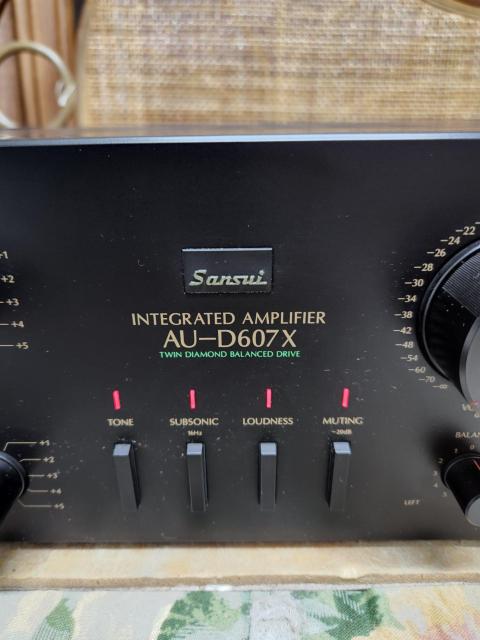 Sansui
INTEGRATED AMPLIFIER
AU-D607X
TWIN DIAMOND BALANCED DRIVE
TONE
SUBSONIC
16Hz
LOUDNESS
MUTING
-20dB
+2
+3
+4
+5
+1
+2
+3
+4
+5
-22
-24
-26
-28
-30
-34
-38
-42
-48
-54
-60
-70
-∞
LEFT